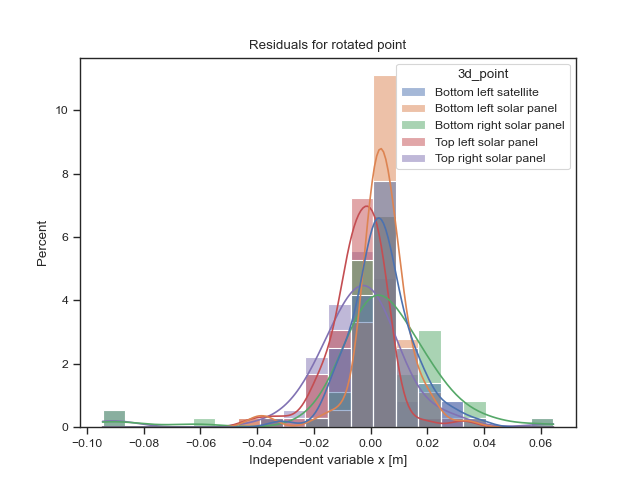 Residuals for rotated point
3d_point
Bottom left satellite
Bottom left solar panel
Bottom right solar panel
Top left solar panel
Top right solar panel
Percent
10
8
6
4
2
0
−0.10 −0.08 −0.06 −0.04 −0.02 0.00 0.02 0.04 0.06
Independent variable x [m]